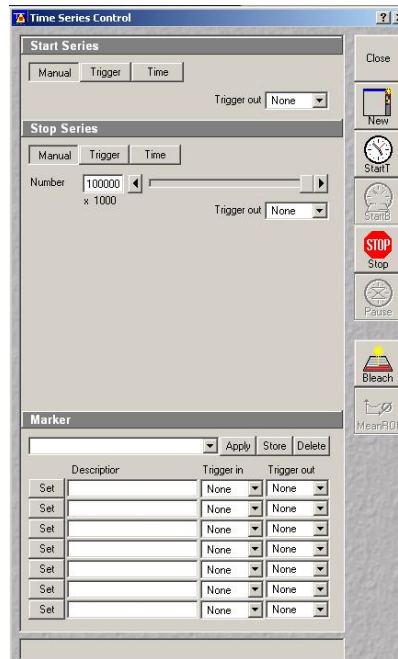 Time Series Control
Close
Start Series
Manual Trigger Time
Trigger out None
New
Stop Series
Manual Trigger Time
StartT
Number 100000
x 1000
Trigger out None
StartB
STOP
Stop
Pause
Bleach
MeanROI
Marker
Apply Store Delete
Descriptior Trigger in Trigger out
Set None None
Set None None
Set None None
Set None None
Set None None
Set None None
Set None None